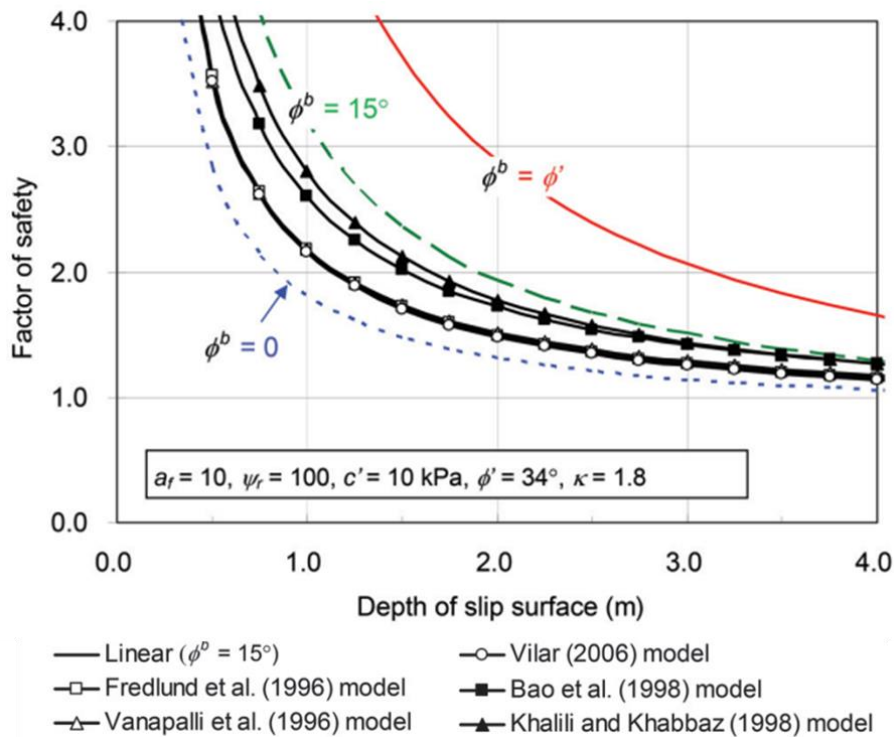 4.0
3.0
2.0
1.0
0.0
Factor of safety
ϕᵇ = 15°
ϕᵇ = ϕ'
ϕᵇ = 0
a_f = 10, ψ_r = 100, c' = 10 kPa, ϕ' = 34°, κ = 1.8
0.0 1.0 2.0 3.0 4.0
Depth of slip surface (m)
Linear (ϕᵇ = 15°)
Fredlund et al. (1996) model
Vanapalli et al. (1996) model
Vilar (2006) model
Bao et al. (1998) model
Khalili and Khabbaz (1998) model